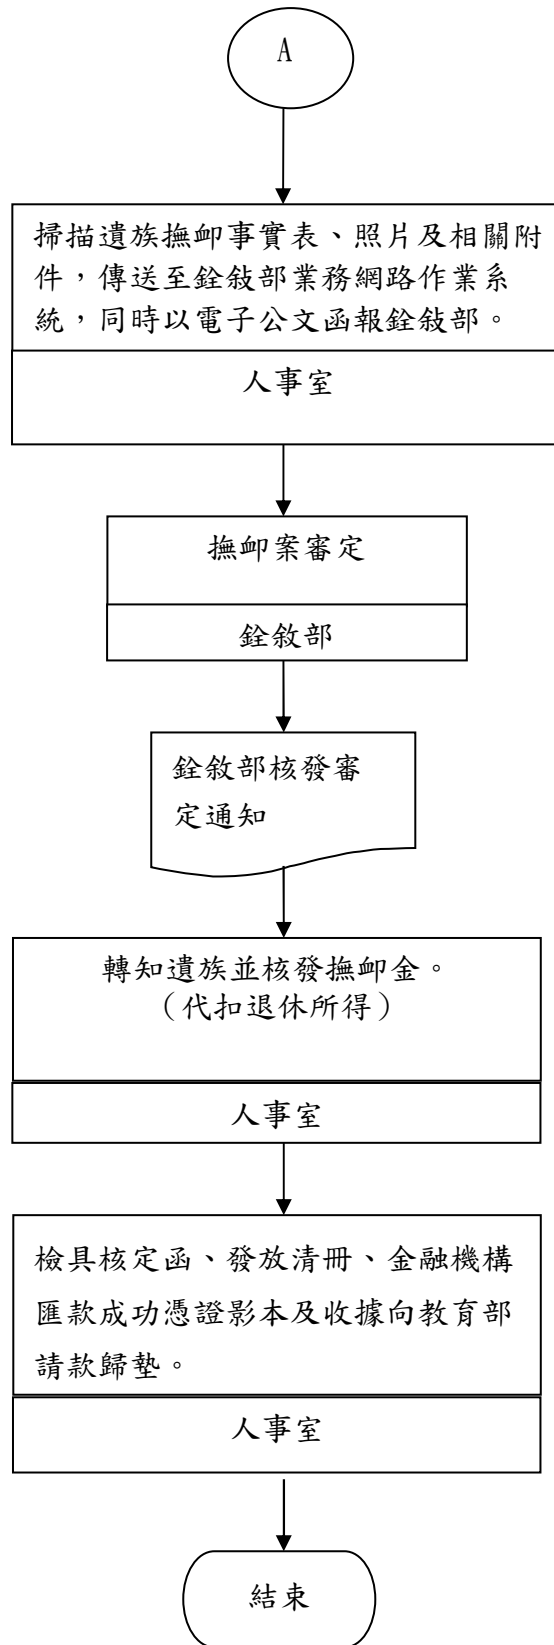 A
掃描遺族撫卹事實表、照片及相關附
件，傳送至銓敘部業務網路作業系
統，同時以電子公文函報銓敘部。
人事室
撫卹案審定
銓敘部
銓敘部核發審
定通知
轉知遺族並核發撫卹金。
（代扣退休所得）
人事室
檢具核定函、發放清冊、金融機構
匯款成功憑證影本及收據向教育部
請款歸墊。
人事室
結束